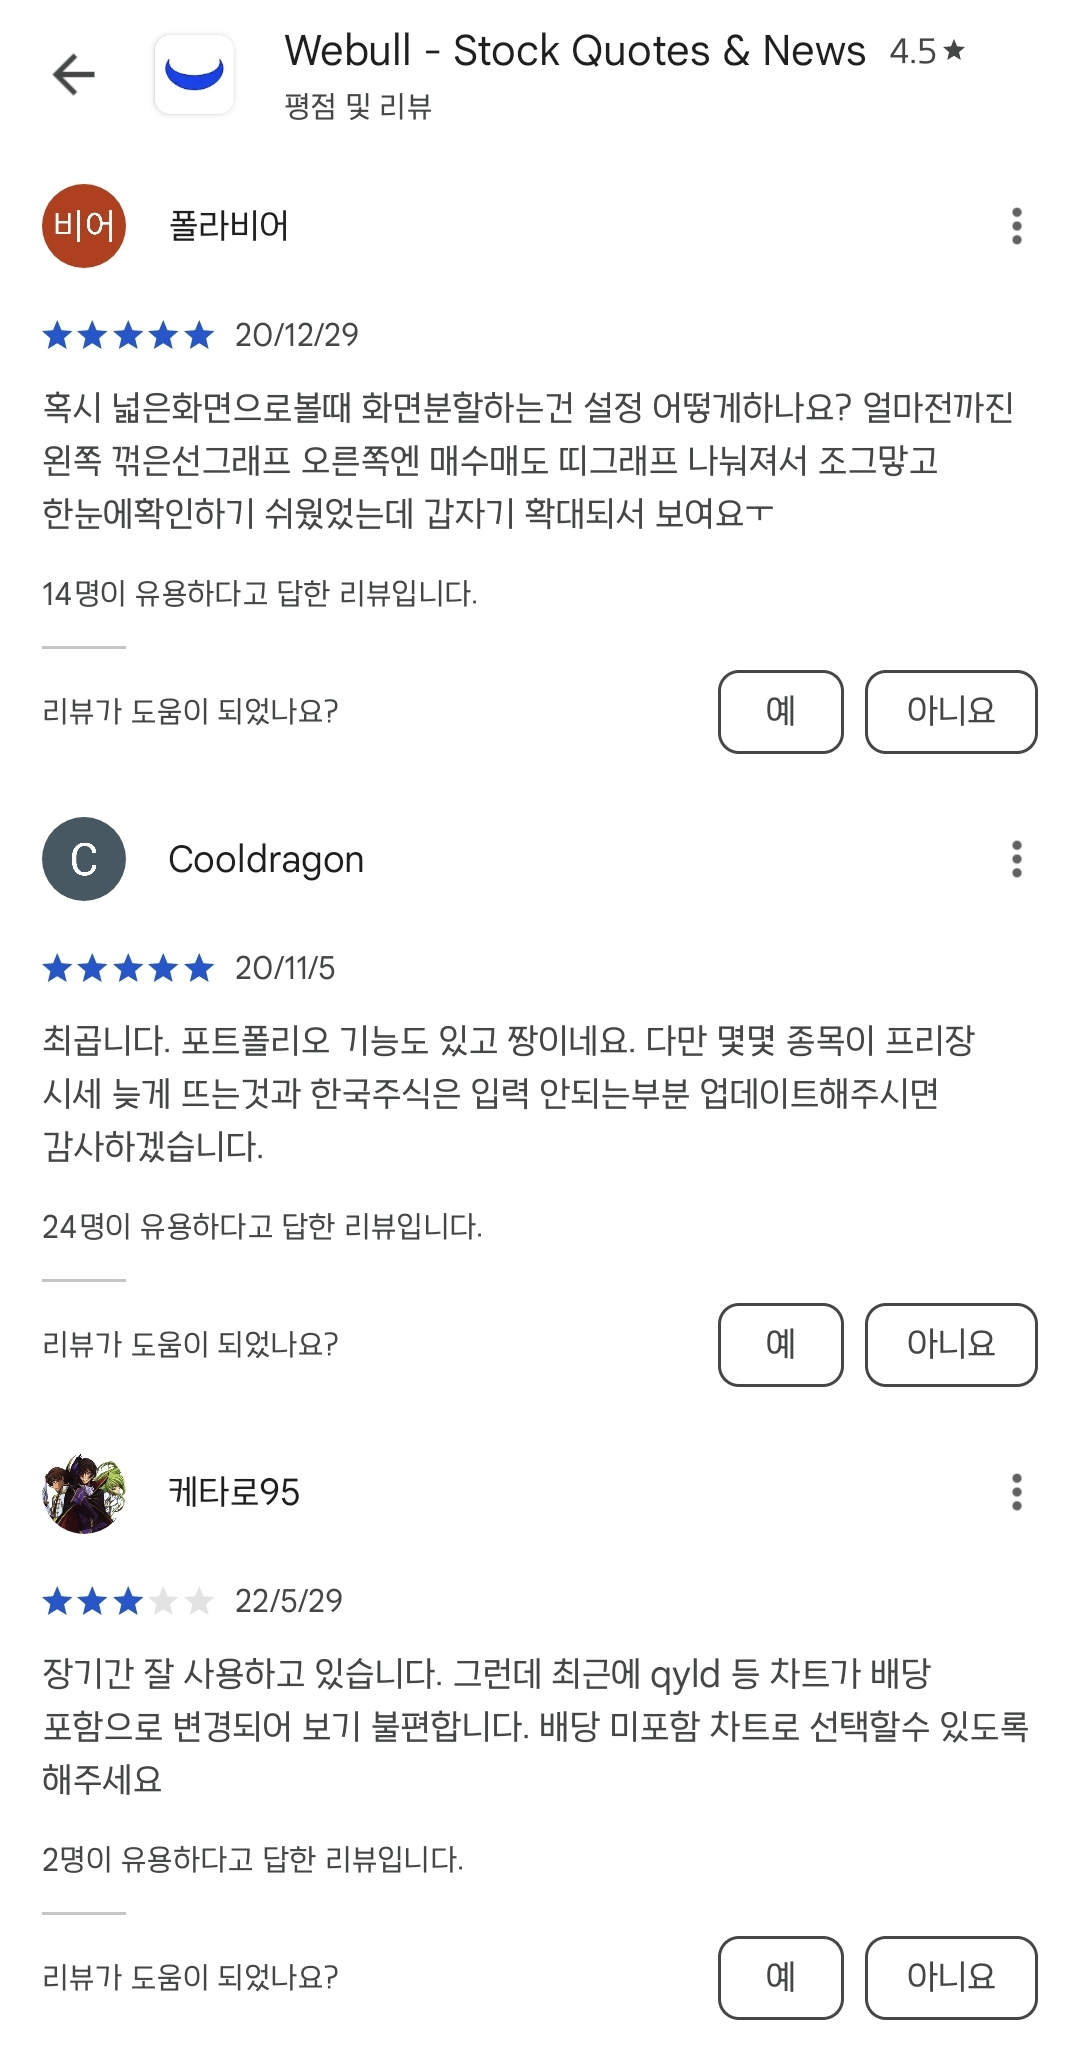 Webull - Stock Quotes & News 4.5★
평점 및 리뷰
비어 폴라비어
20/12/29
혹시 넓은화면으로볼때 화면분할하는건 설정 어떻게하나요? 얼마전까진
왼쪽 꺾은선그래프 오른쪽엔 매수매도 띠그래프 나눠져서 조그맣고
한눈에확인하기 쉬웠었는데 갑자기 확대되서 보여요ㅜ
14명이 유용하다고 답한 리뷰입니다.
리뷰가 도움이 되었나요? 예 아니요
C Cooldragon
20/11/5
최곱니다. 포트폴리오 기능도 있고 짱이네요. 다만 몇몇 종목이 프리장
시세 늦게 뜨는것과 한국주식은 입력 안되는부분 업데이트해주시면
감사하겠습니다.
24명이 유용하다고 답한 리뷰입니다.
리뷰가 도움이 되었나요? 예 아니요
케타로95
22/5/29
장기간 잘 사용하고 있습니다. 그런데 최근에 qyld 등 차트가 배당
포함으로 변경되어 보기 불편합니다. 배당 미포함 차트로 선택할수 있도록
해주세요
2명이 유용하다고 답한 리뷰입니다.
리뷰가 도움이 되었나요? 예 아니요